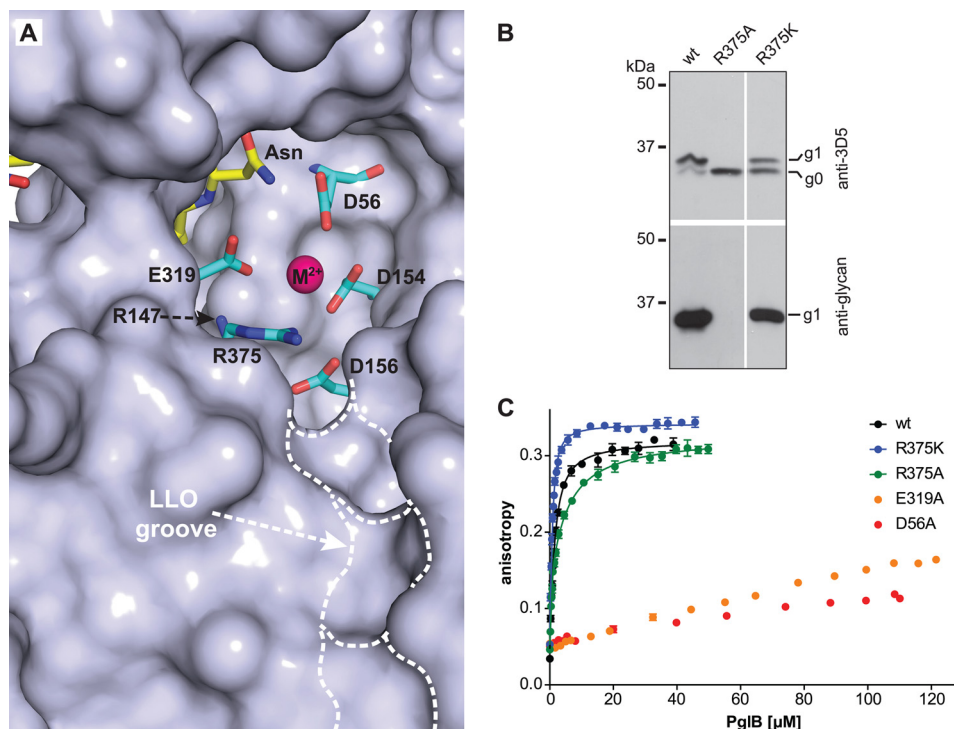 A
Asn
D56
E319
M2+
D154
R147
R375
D156
LLO
groove
B
wt
R375A
R375K
kDa
50
37
g1
g0
anti-3D5
50
37
g1
anti-glycan
C
wt
R375K
R375A
E319A
D56A
0.3
0.2
0.1
0.0
anisotropy
0 20 40 60 80 100 120
PglB [µM]